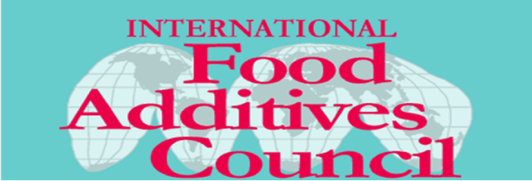 INTERNATIONAL
Food
Additives
Council